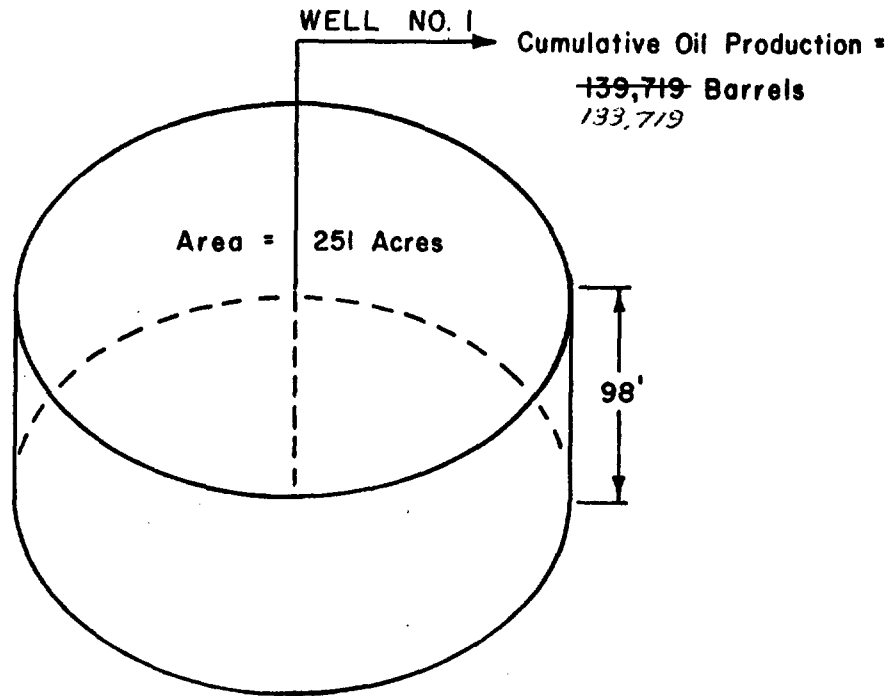 WELL NO. 1
Cumulative Oil Production =
139,719 Barrels
133,719
Area = 251 Acres
98'